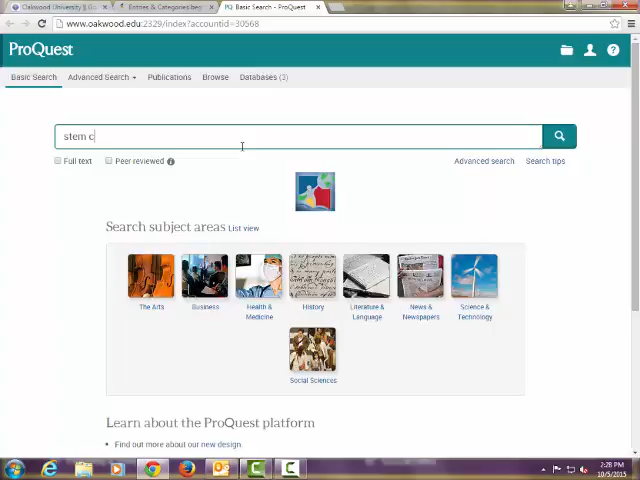 Oakwood University || Go
Entries & Categories beg
PQ Basic Search - ProQuest
www.oakwood.edu:2329/index?accountid=30568
ProQuest
Basic Search Advanced Search Publications Browse Databases (3)
stem c
Full text Peer reviewed Advanced search Search tips
Search subject areas List view
The Arts Business Health & Medicine History Literature & Language News & Newspapers Science & Technology
Social Sciences
Learn about the ProQuest platform
• Find out more about our new design.
2:28 PM
10/5/2015